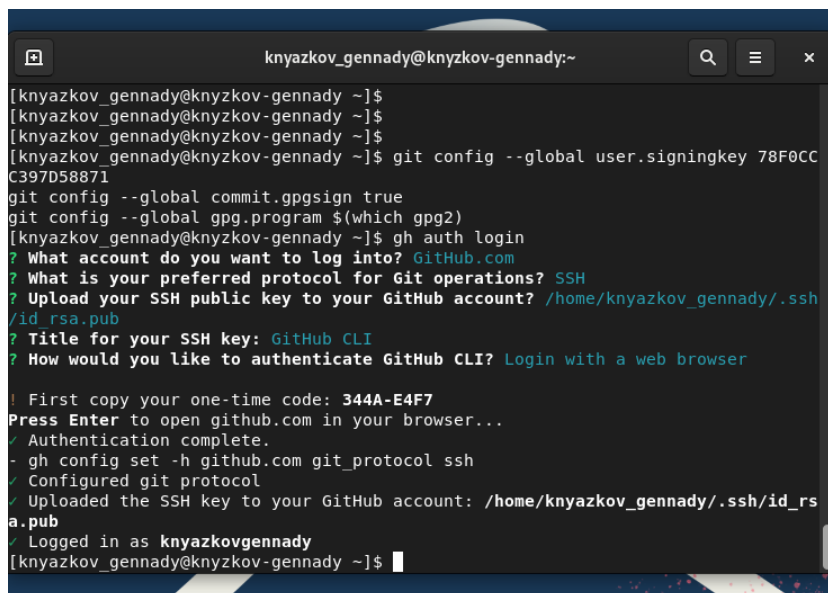 knyazkov_gennady@knyzkov-gennady:~
[knyazkov_gennady@knyzkov-gennady ~]$
[knyazkov_gennady@knyzkov-gennady ~]$
[knyazkov_gennady@knyzkov-gennady ~]$
[knyazkov_gennady@knyzkov-gennady ~]$ git config --global user.signingkey 78F0CC
C397D58871
git config --global commit.gpgsign true
git config --global gpg.program $(which gpg2)
[knyazkov_gennady@knyzkov-gennady ~]$ gh auth login
? What account do you want to log into? GitHub.com
? What is your preferred protocol for Git operations? SSH
? Upload your SSH public key to your GitHub account? /home/knyazkov_gennady/.ssh
/id_rsa.pub
? Title for your SSH key: GitHub CLI
? How would you like to authenticate GitHub CLI? Login with a web browser
! First copy your one-time code: 344A-E4F7
Press Enter to open github.com in your browser...
✓ Authentication complete.
- gh config set -h github.com git_protocol ssh
✓ Configured git protocol
✓ Uploaded the SSH key to your GitHub account: /home/knyazkov_gennady/.ssh/id_rs
a.pub
✓ Logged in as knyazkovgennady
[knyazkov_gennady@knyzkov-gennady ~]$